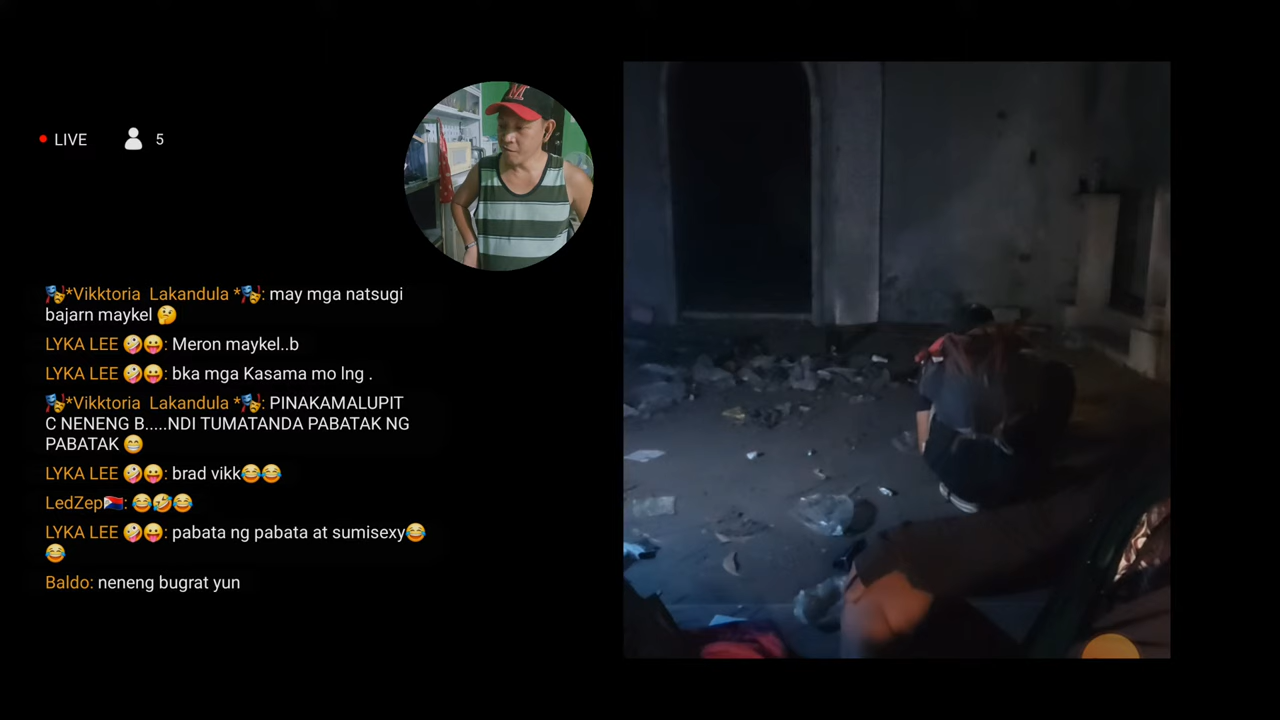 LIVE 5
M
🎭*Vikktoria Lakandula *🎭: may mga natsugi
bajarn maykel 🤔
LYKA LEE 🤪😛: Meron maykel..b
LYKA LEE 🤪😛: bka mga Kasama mo lng .
🎭*Vikktoria Lakandula *🎭: PINAKAMALUPIT
C NENENG B.....NDI TUMATANDA PABATAK NG
PABATAK 😁
LYKA LEE 🤪😛: brad vikk😂😂
LedZep🇵🇭: 😂🤣😂
LYKA LEE 🤪😛: pabata ng pabata at sumisexy😂
😂
Baldo: neneng bugrat yun